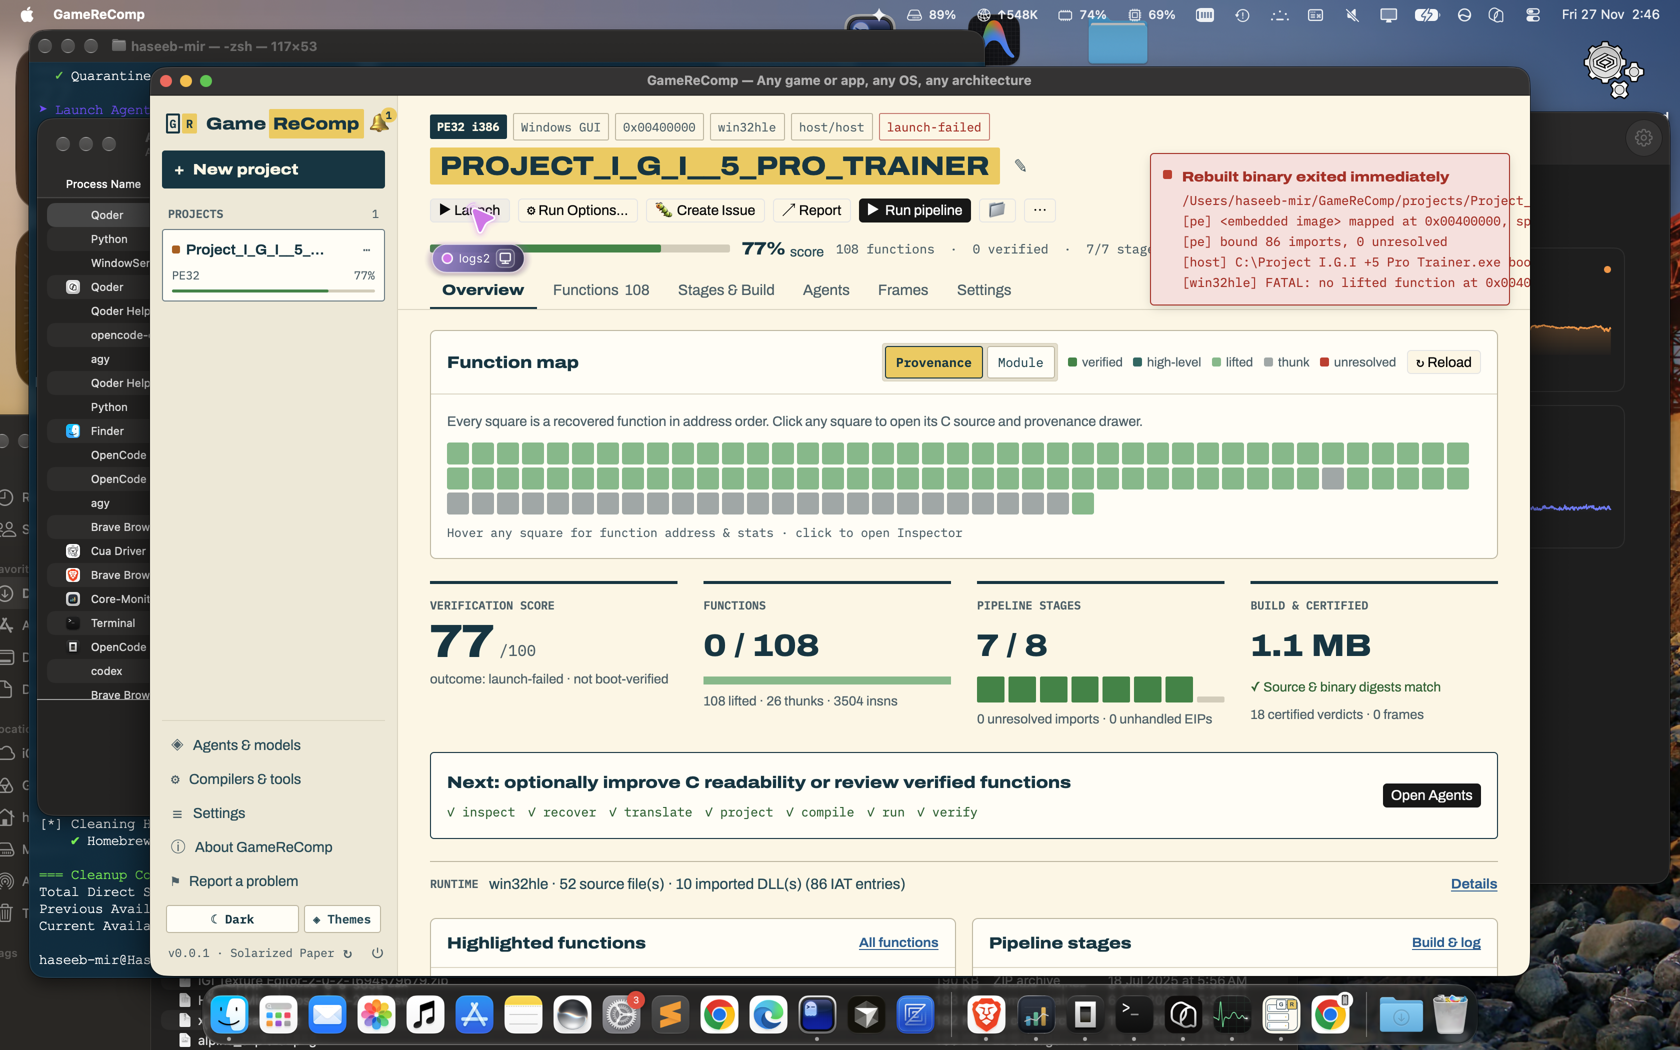 GameReComp
89%
↑548K
74%
69%
Fri 27 Nov 2:46
haseeb-mir — -zsh — 117×53
✓ Quarantine
➤ Launch Agent
Process Name
Qoder
Python
WindowSer
Qoder
Qoder Help
opencode-
agy
Qoder Help
Python
Finder
OpenCode
OpenCode
agy
Brave Brow
Cua Driver
Brave Brow
Core-Monit
Terminal
OpenCode
codex
Brave Brow
[*] Cleaning H
✔ Homebrew
=== Cleanup Co
Total Direct S
Previous Avail
Current Availa
haseeb-mir@Has
GameReComp — Any game or app, any OS, any architecture
GR Game ReComp 1
+ New project
PROJECTS 1
Project_I_G_I__5_... ···
PE32 77%
Agents & models
Compilers & tools
Settings
About GameReComp
Report a problem
☾ Dark
◈ Themes
v0.0.1 · Solarized Paper ↻
PE32 i386
Windows GUI
0x00400000
win32hle
host/host
launch-failed
PROJECT_I_G_I__5_PRO_TRAINER
▶ Launch
Run Options...
Create Issue
Report
▶ Run pipeline
···
logs2
77% score 108 functions · 0 verified · 7/7 stage
Rebuilt binary exited immediately
/Users/haseeb-mir/GameReComp/projects/Project_
[pe] <embedded image> mapped at 0x00400000, sp
[pe] bound 86 imports, 0 unresolved
[host] C:\Project I.G.I +5 Pro Trainer.exe boo
[win32hle] FATAL: no lifted function at 0x0040
Overview
Functions 108
Stages & Build
Agents
Frames
Settings
Function map
Provenance
Module
verified
high-level
lifted
thunk
unresolved
↻ Reload
Every square is a recovered function in address order. Click any square to open its C source and provenance drawer.
Hover any square for function address & stats · click to open Inspector
VERIFICATION SCORE
77 /100
outcome: launch-failed · not boot-verified
FUNCTIONS
0 / 108
108 lifted · 26 thunks · 3504 insns
PIPELINE STAGES
7 / 8
0 unresolved imports · 0 unhandled EIPs
BUILD & CERTIFIED
1.1 MB
✓ Source & binary digests match
18 certified verdicts · 0 frames
Next: optionally improve C readability or review verified functions
✓ inspect ✓ recover ✓ translate ✓ project ✓ compile ✓ run ✓ verify
Open Agents
RUNTIME win32hle · 52 source file(s) · 10 imported DLL(s) (86 IAT entries)
Details
Highlighted functions
All functions
Pipeline stages
Build & log
3